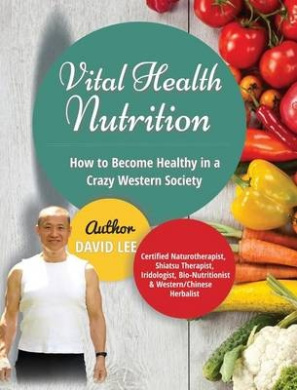 Vital Health
Nutrition
How to Become Healthy in a
Crazy Western Society
Author
DAVID LEE
Certified Naturotherapist,
Shiatsu Therapist,
Iridologist, Bio-Nutritionist
& Western/Chinese
Herbalist